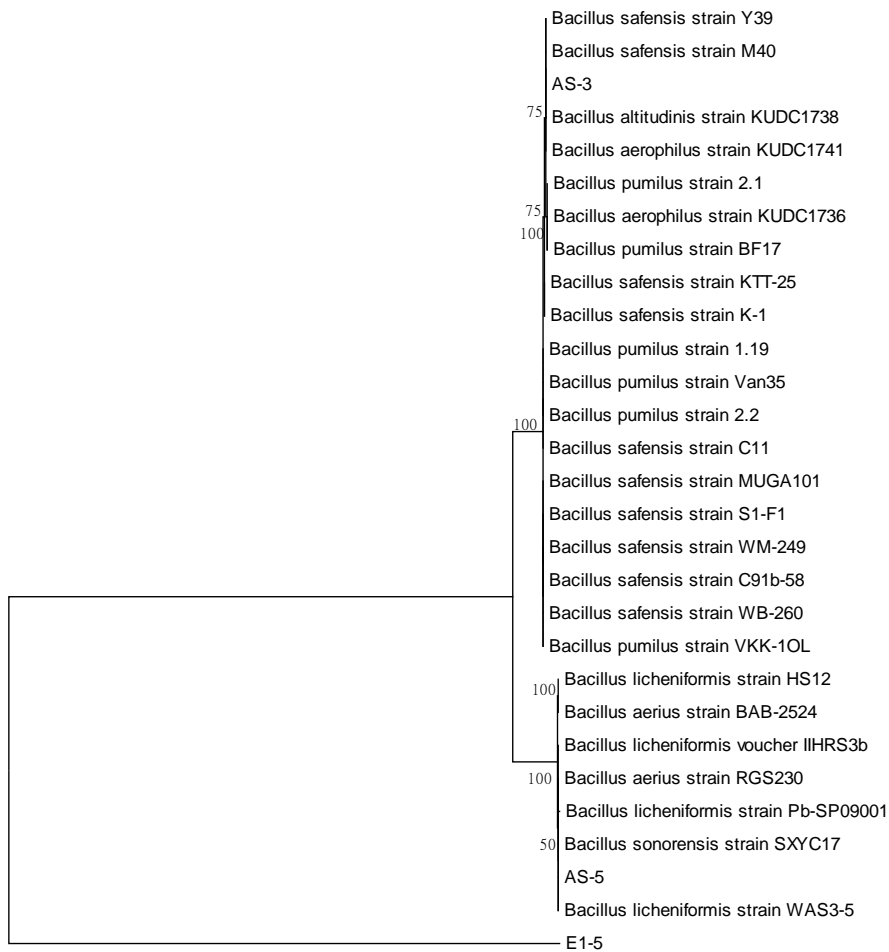 Bacillus safensis strain Y39
Bacillus safensis strain M40
AS-3
75
Bacillus altitudinis strain KUDC1738
Bacillus aerophilus strain KUDC1741
Bacillus pumilus strain 2.1
75
Bacillus aerophilus strain KUDC1736
100
Bacillus pumilus strain BF17
Bacillus safensis strain KTT-25
Bacillus safensis strain K-1
Bacillus pumilus strain 1.19
Bacillus pumilus strain Van35
Bacillus pumilus strain 2.2
100
Bacillus safensis strain C11
Bacillus safensis strain MUGA101
Bacillus safensis strain S1-F1
Bacillus safensis strain WM-249
Bacillus safensis strain C91b-58
Bacillus safensis strain WB-260
Bacillus pumilus strain VKK-1OL
Bacillus licheniformis strain HS12
100
Bacillus aerius strain BAB-2524
Bacillus licheniformis voucher IIHRS3b
100
Bacillus aerius strain RGS230
Bacillus licheniformis strain Pb-SP09001
50
Bacillus sonorensis strain SXYC17
AS-5
Bacillus licheniformis strain WAS3-5
E1-5